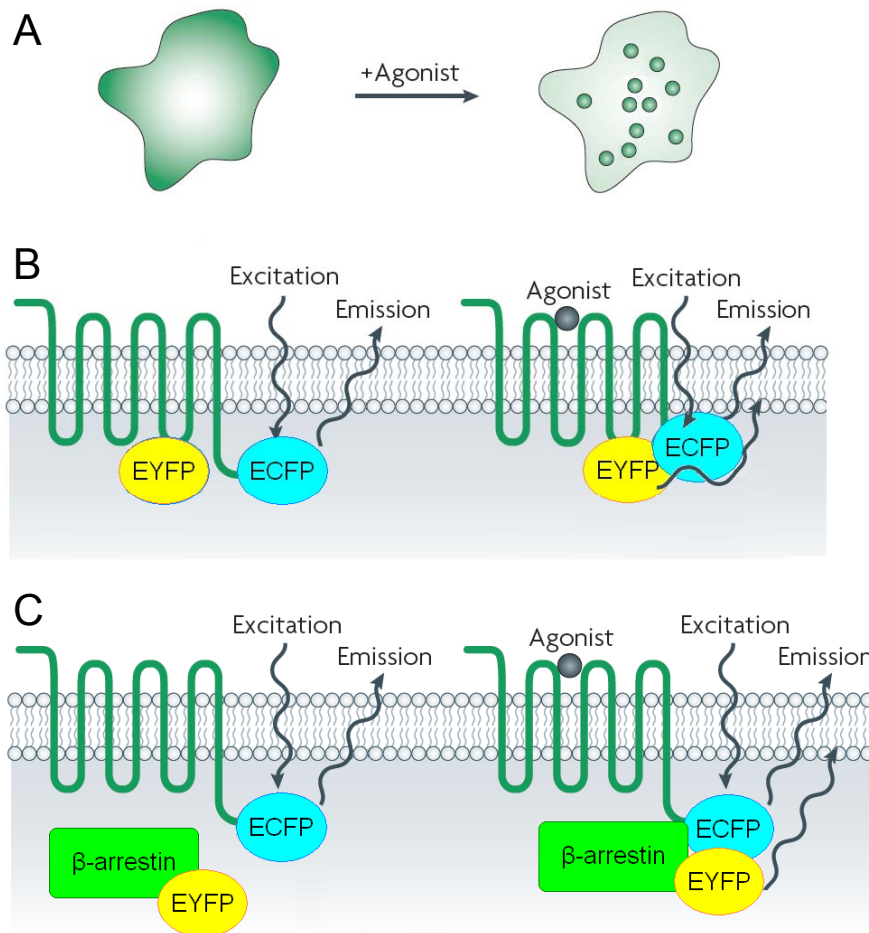 A
+Agonist
B
Excitation
Emission
Agonist
Excitation
Emission
EYFP
ECFP
EYFP
ECFP
C
Excitation
Emission
Agonist
Excitation
Emission
β-arrestin
EYFP
ECFP
β-arrestin
ECFP
EYFP